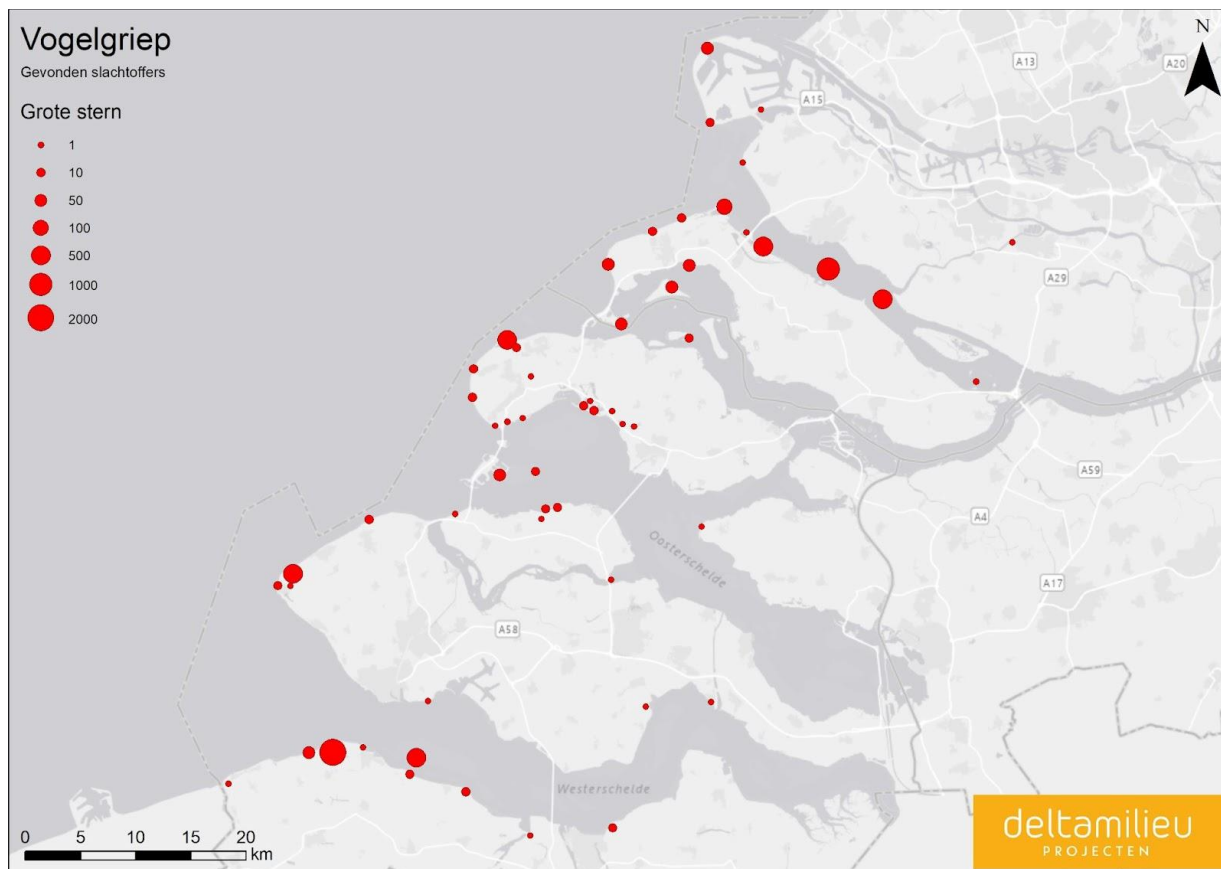 Vogelgriep
Gevonden slachtoffers
Grote stern
1
10
50
100
500
1000
2000
N
A13
A20
A15
A29
A59
A4
A17
A58
Oosterschelde
Westerschelde
0 5 10 15 20
km
deltamilieu
PROJECTEN